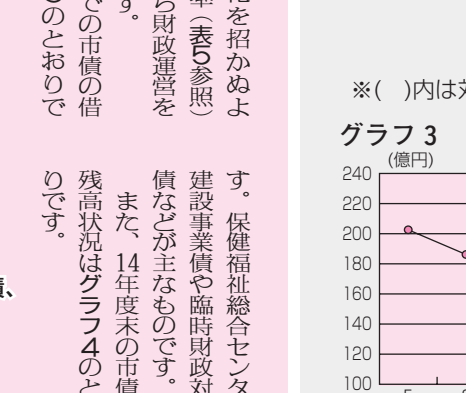 化を招かぬよ
（表5参照）
ら財政運営を
す。
での市債の借
のとおりで
す。保健福祉総合センタ
建設事業債や臨時財政対
債などが主なものです。
また、14年度末の市債
残高状況はグラフ4のと
りです。
※(　)内は対
グラフ 3
(億円)
240
220
200
180
160
140
120
100